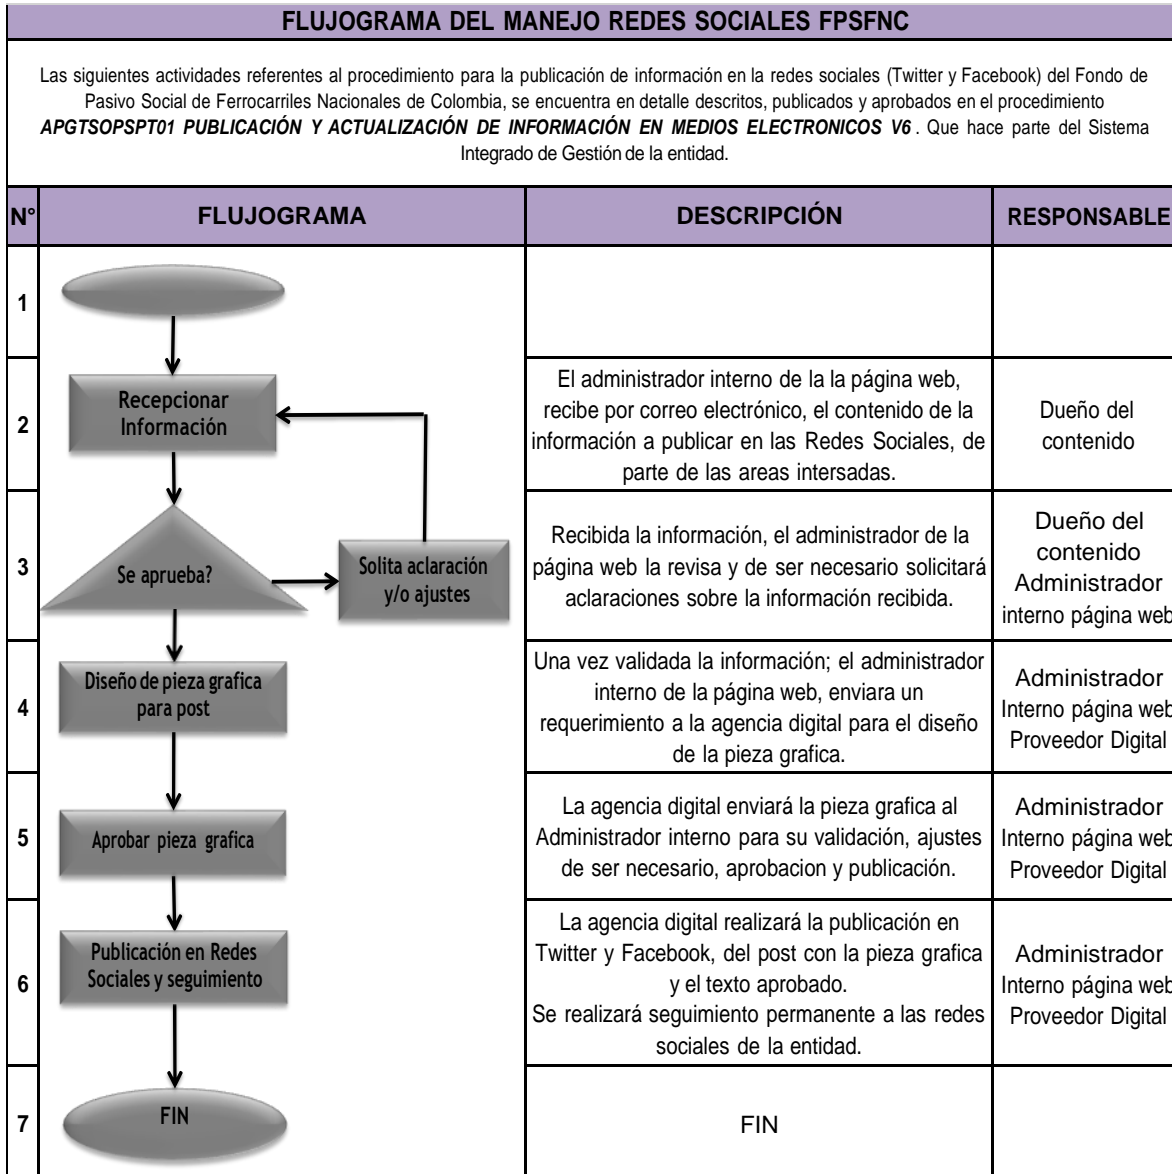 FLUJOGRAMA DEL MANEJO REDES SOCIALES FPSFNC
Las siguientes actividades referentes al procedimiento para la publicación de información en la redes sociales (Twitter y Facebook) del Fondo de
Pasivo Social de Ferrocarriles Nacionales de Colombia, se encuentra en detalle descritos, publicados y aprobados en el procedimiento
APGTSOPSPT01 PUBLICACIÓN Y ACTUALIZACIÓN DE INFORMACIÓN EN MEDIOS ELECTRONICOS V6 . Que hace parte del Sistema
Integrado de Gestión de la entidad.
N° FLUJOGRAMA DESCRIPCIÓN RESPONSABLE
1
2
Recepcionar
Información
El administrador interno de la la página web,
recibe por correo electrónico, el contenido de la
información a publicar en las Redes Sociales, de
parte de las areas intersadas.
Dueño del
contenido
3
Se aprueba?
Solita aclaración
y/o ajustes
Recibida la información, el administrador de la
página web la revisa y de ser necesario solicitará
aclaraciones sobre la información recibida.
Dueño del
contenido
Administrador
interno página web
4
Diseño de pieza grafica
para post
Una vez validada la información; el administrador
interno de la página web, enviara un
requerimiento a la agencia digital para el diseño
de la pieza grafica.
Administrador
Interno página web
Proveedor Digital
5
Aprobar pieza grafica
La agencia digital enviará la pieza grafica al
Administrador interno para su validación, ajustes
de ser necesario, aprobacion y publicación.
Administrador
Interno página web
Proveedor Digital
6
Publicación en Redes
Sociales y seguimiento
La agencia digital realizará la publicación en
Twitter y Facebook, del post con la pieza grafica
y el texto aprobado.
Se realizará seguimiento permanente a las redes
sociales de la entidad.
Administrador
Interno página web
Proveedor Digital
7
FIN
FIN